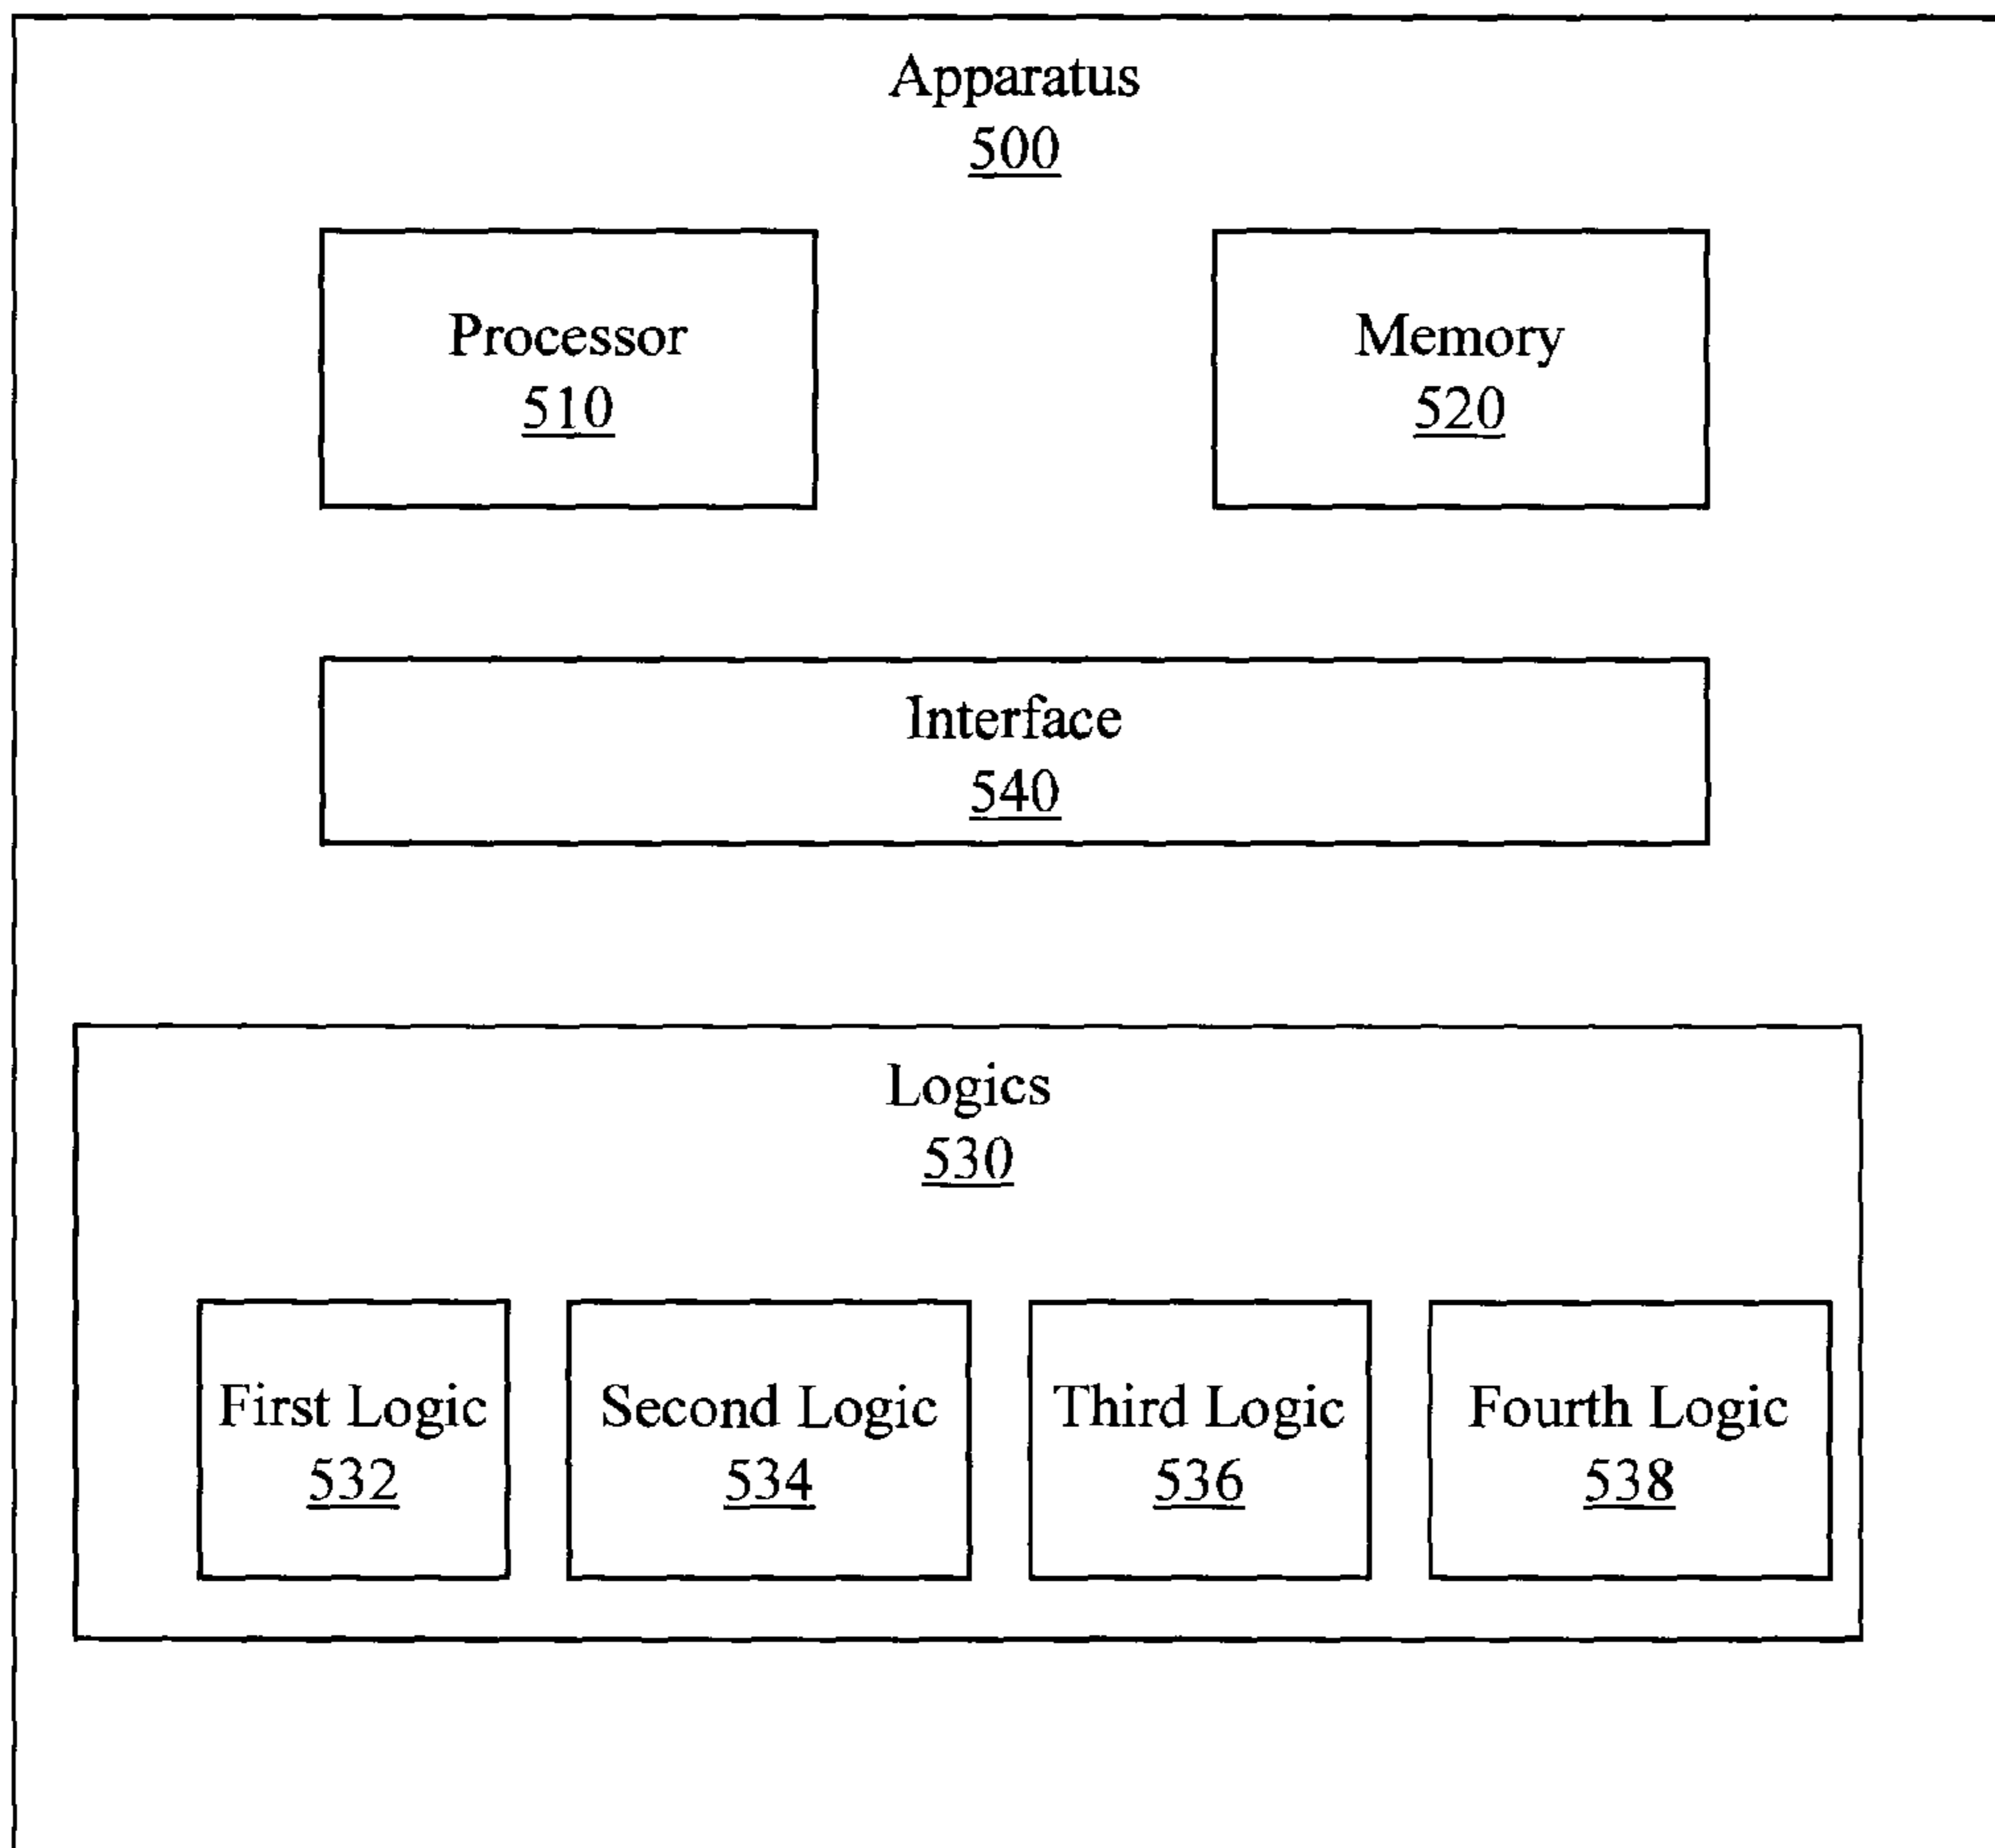 Apparatus
500
Processor
510
Memory
520
Interface
540
Logics
530
First Logic
532
Second Logic
534
Third Logic
536
Fourth Logic
538